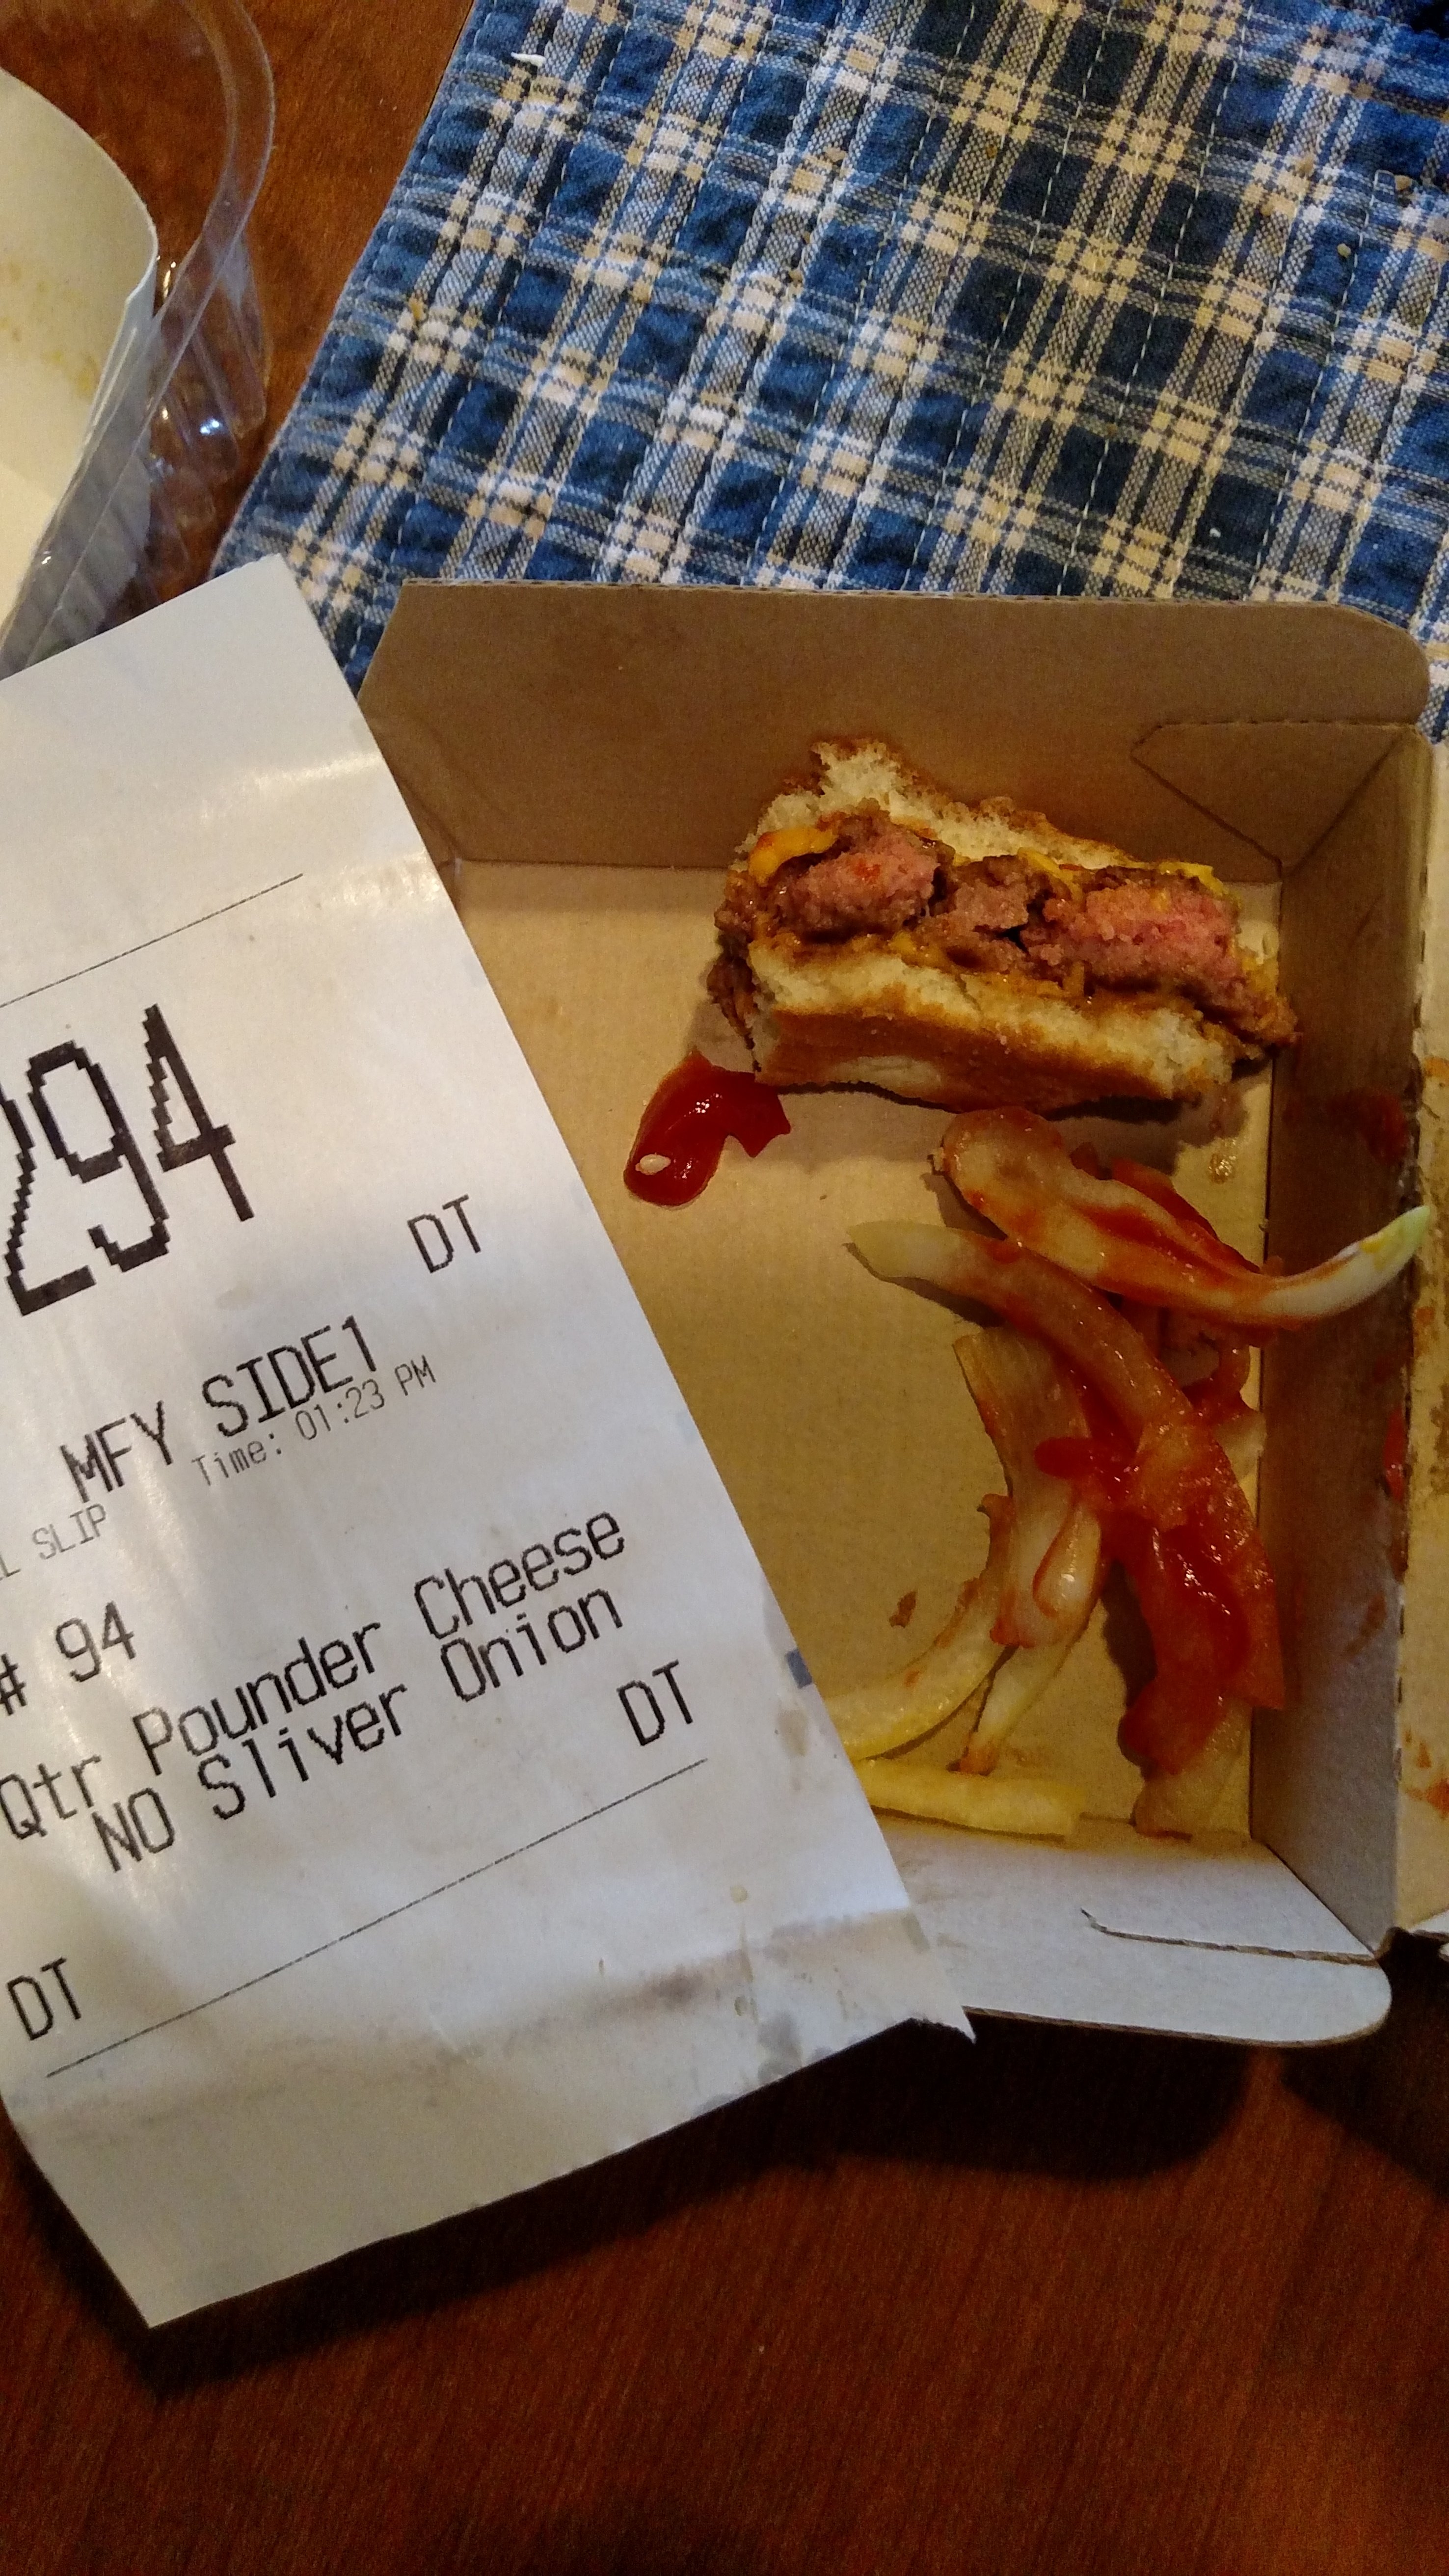 294
DT
MFY SIDE1
Time: 01:23 PM
SLIP
# 94
Qtr Pounder Cheese
NO Sliver Onion
DT
DT